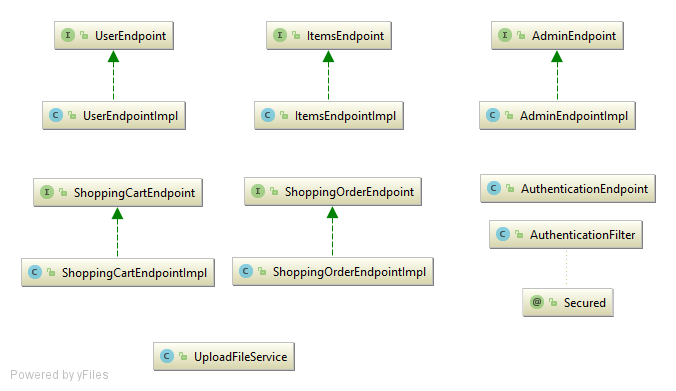 I UserEndpoint
I ItemsEndpoint
I AdminEndpoint
C UserEndpointImpl
C ItemsEndpointImpl
C AdminEndpointImpl
I ShoppingCartEndpoint
I ShoppingOrderEndpoint
C AuthenticationEndpoint
C AuthenticationFilter
C ShoppingCartEndpointImpl
C ShoppingOrderEndpointImpl
@ Secured
C UploadFileService
Powered by yFiles